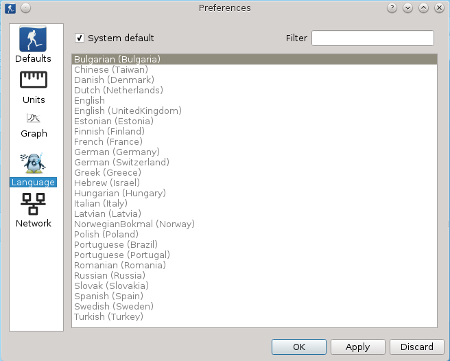 Preferences
Defaults
Units
Graph
Language
Network
System default
Filter
Bulgarian (Bulgaria)
Chinese (Taiwan)
Danish (Denmark)
Dutch (Netherlands)
English
English (UnitedKingdom)
Estonian (Estonia)
Finnish (Finland)
French (France)
German (Germany)
German (Switzerland)
Greek (Greece)
Hebrew (Israel)
Hungarian (Hungary)
Italian (Italy)
Latvian (Latvia)
NorwegianBokmal (Norway)
Polish (Poland)
Portuguese (Brazil)
Portuguese (Portugal)
Romanian (Romania)
Russian (Russia)
Slovak (Slovakia)
Spanish (Spain)
Swedish (Sweden)
Turkish (Turkey)
OK
Apply
Discard